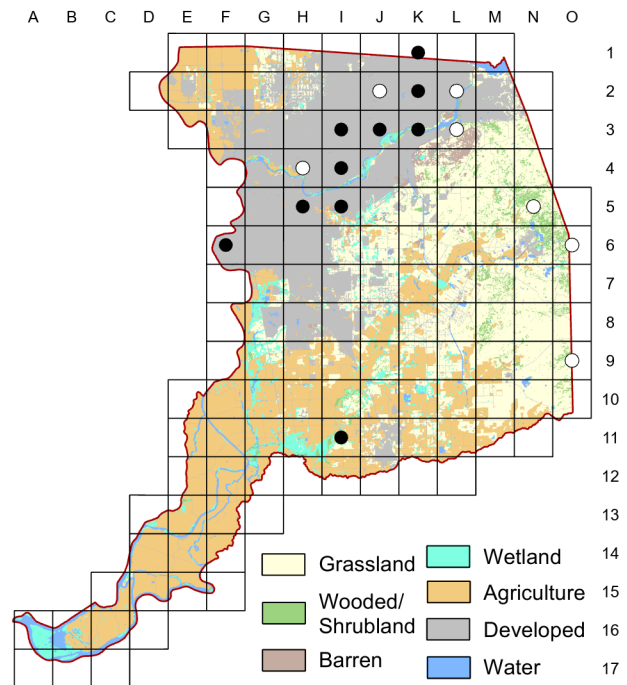 A B C D E F G H I J K L M N O
1
2
3
4
5
6
7
8
9
10
11
12
13
14
15
16
17
Grassland
Wooded/
Shrubland
Barren
Wetland
Agriculture
Developed
Water